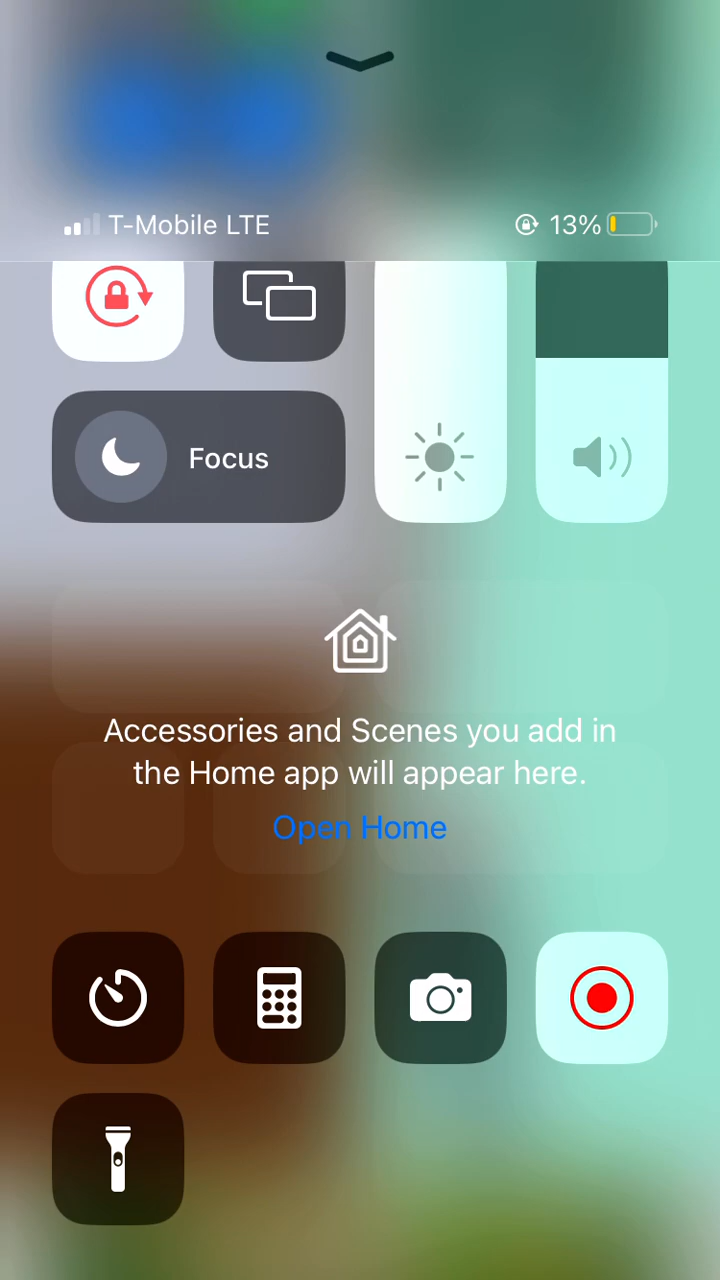 T-Mobile LTE 13%
Focus
Accessories and Scenes you add in
the Home app will appear here.
Open Home